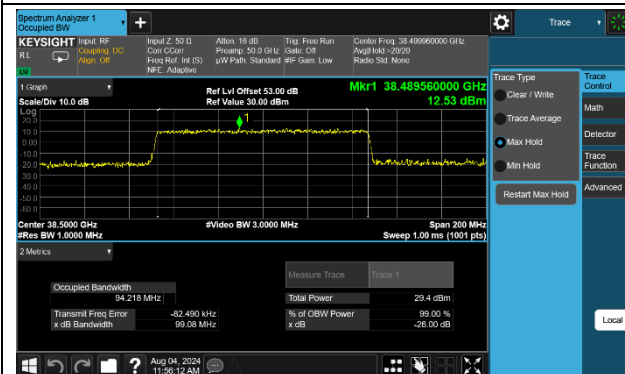 Spectrum Analyzer 1
Occupied BW
+
Trace
KEYSIGHT Input: RF Input Z: 50 Ω Atten: 16 dB Trig: Free Run Center Freq: 38.499960000 GHz
R L Coupling: DC Corr CCorr Preamp: 50.0 GHz Gate: Off Avg|Hold:>20/20
Align: Off Freq Ref: Int (S) µW Path: Standard #IF Gain: Low Radio Std: None
NFE: Adaptive
1 Graph
Ref Lvl Offset 53.00 dB Mkr1 38.489560000 GHz
Scale/Div 10.0 dB Ref Value 30.00 dBm 12.53 dBm
Log
20.0
10.0
0.00
-10.0
-20.0
-30.0
-40.0
-50.0
-60.0
1
Center 38.5000 GHz #Video BW 3.0000 MHz Span 200 MHz
#Res BW 1.0000 MHz Sweep 1.00 ms (1001 pts)
2 Metrics
Measure Trace Trace 1
Occupied Bandwidth
94.218 MHz Total Power 29.4 dBm
Transmit Freq Error -82.490 kHz % of OBW Power 99.00 %
x dB Bandwidth 99.08 MHz x dB -26.00 dB
Trace Type
Clear / Write
Trace Average
Max Hold
Min Hold
Restart Max Hold
Trace Control
Math
Detector
Trace Function
Advanced
Local
?
Aug 04, 2024
11:56:12 AM